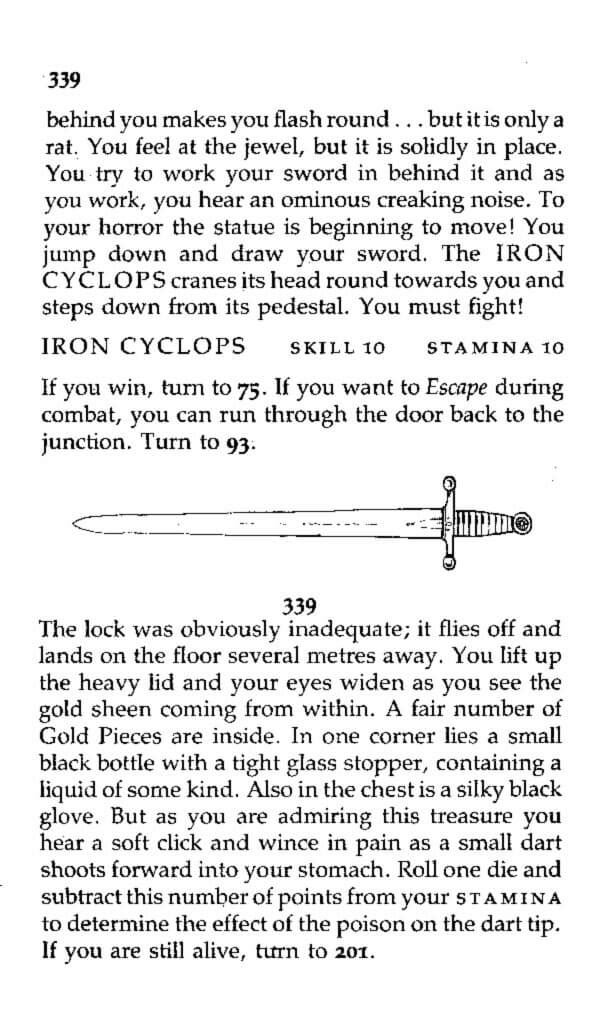 339
behind you makes you flash round . . . but it is only a
rat. You feel at the jewel, but it is solidly in place.
You try to work your sword in behind it and as
you work, you hear an ominous creaking noise. To
your horror the statue is beginning to move! You
jump down and draw your sword. The IRON
CYCLOPS cranes its head round towards you and
steps down from its pedestal. You must fight!
IRON CYCLOPS SKILL 10 STAMINA 10
If you win, turn to 75. If you want to Escape during
combat, you can run through the door back to the
junction. Turn to 93.
339
The lock was obviously inadequate; it flies off and
lands on the floor several metres away. You lift up
the heavy lid and your eyes widen as you see the
gold sheen coming from within. A fair number of
Gold Pieces are inside. In one corner lies a small
black bottle with a tight glass stopper, containing a
liquid of some kind. Also in the chest is a silky black
glove. But as you are admiring this treasure you
hear a soft click and wince in pain as a small dart
shoots forward into your stomach. Roll one die and
subtract this number of points from your STAMINA
to determine the effect of the poison on the dart tip.
If you are still alive, turn to 201.